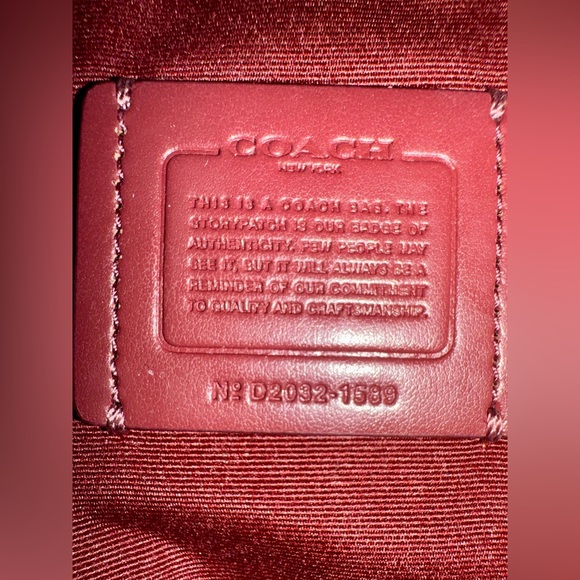 COACH
NEW YORK
THIS IS A COACH BAG. THE
STORYPATCH IS OUR BADGE OF
AUTHENTICITY. FEW PEOPLE MAY
SEE IT, BUT IT WILL ALWAYS BE A
REMINDER OF OUR COMMITMENT
TO QUALITY AND CRAFTSMANSHIP.
Nº D2032-1589